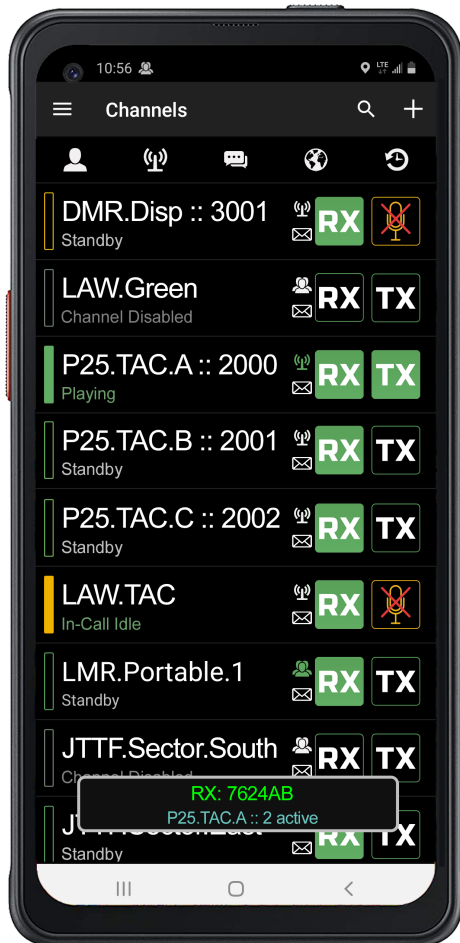 10:56
LTE
Channels
DMR.Disp :: 3001
RX
Standby
LAW.Green
RX TX
Channel Disabled
P25.TAC.A :: 2000
RX TX
Playing
P25.TAC.B :: 2001
RX TX
Standby
P25.TAC.C :: 2002
RX TX
Standby
LAW.TAC
RX
In-Call Idle
LMR.Portable.1
RX TX
Standby
JTTF.Sector.South
RX TX
Channel Disabled
RX: 7624AB
P25.TAC.A :: 2 active
RX TX
Standby